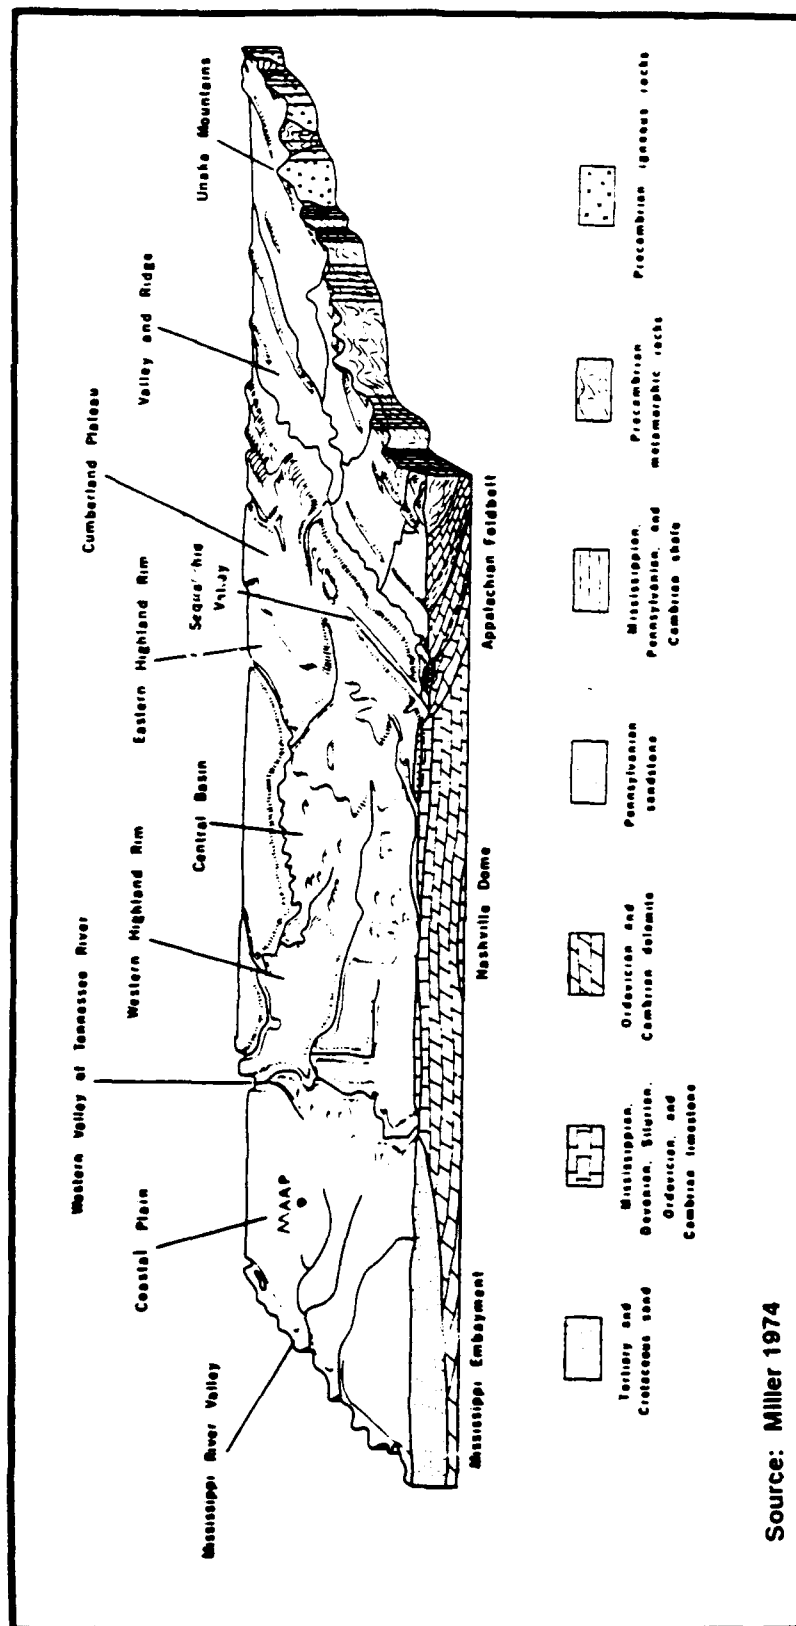 Mississippi River Valley
Coastal Plain
Western Valley of Tennessee River
Western Highland Rim
Central Basin
Eastern Highland Rim
Cumberland Plateau
Valley and Ridge
Unaka Mountains
Valley
MAAP
Mississippi Embayment
Nashville Dome
Appalachian Foldbelt
Tertiary and
Cretaceous sand
Mississippian,
Devonian, Silurian,
Ordovician, and
Cambrian limestone
Ordovician and
Cambrian dolomite
Pennsylvanian
sandstone
Mississippian,
Pennsylvanian, and
Cambrian shale
Precambrian
metamorphic rocks
Precambrian igneous rocks
Source: Miller 1974